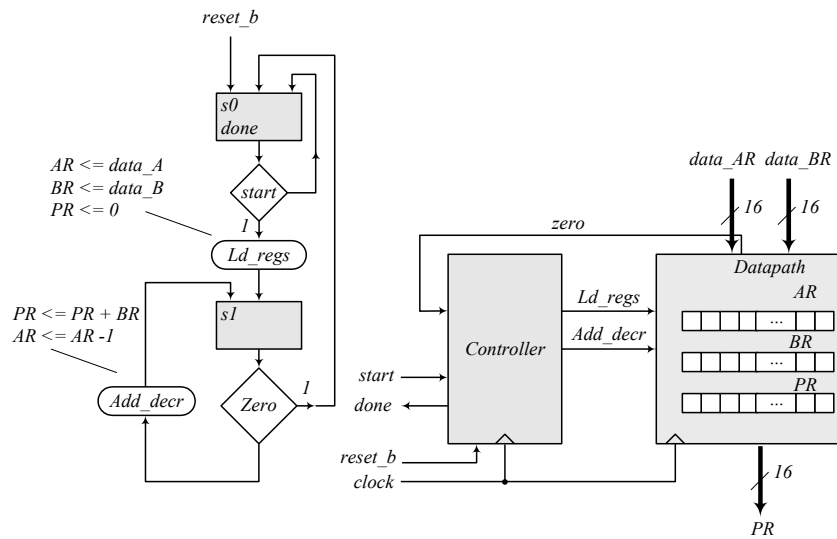 reset_b
s0
done
AR <= data_A
BR <= data_B
PR <= 0
start
1
Ld_regs
PR <= PR + BR
AR <= AR -1
s1
Add_decr
Zero
1
data_AR data_BR
16 16
zero
Datapath
AR
...
BR
...
PR
...
Ld_regs
Add_decr
Controller
start
done
reset_b
clock
16
PR